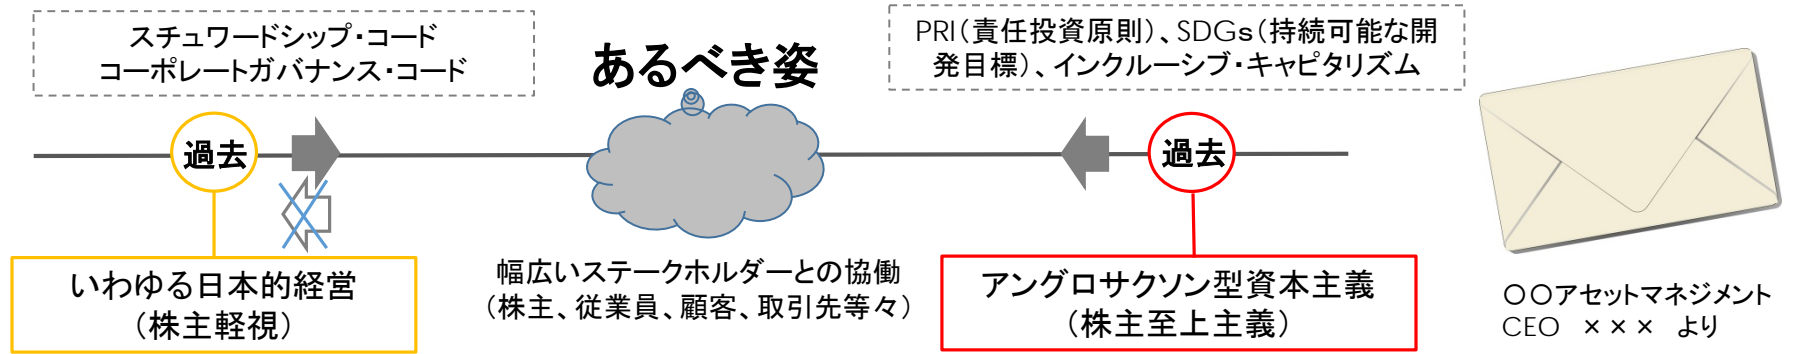 スチュワードシップ・コード
コーポレートガバナンス・コード
過去
いわゆる日本的経営
（株主軽視）
あるべき姿
幅広いステークホルダーとの協働
（株主、従業員、顧客、取引先等々）
PRI（責任投資原則）、SDGs（持続可能な開
発目標）、インクルーシブ・キャピタリズム
過去
アングロサクソン型資本主義
（株主至上主義）
〇〇アセットマネジメント
CEO　×××　より